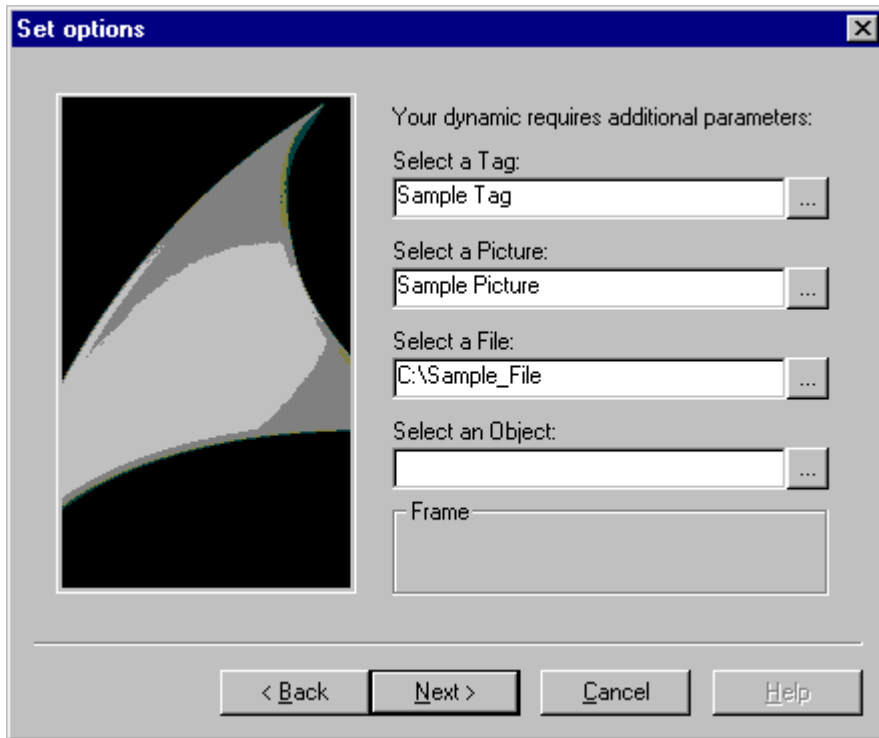 Set options
Your dynamic requires additional parameters:
Select a Tag:
Sample Tag
...
Select a Picture:
Sample Picture
...
Select a File:
C:\Sample_File
...
Select an Object:
...
Frame
< Back
Next >
Cancel
Help